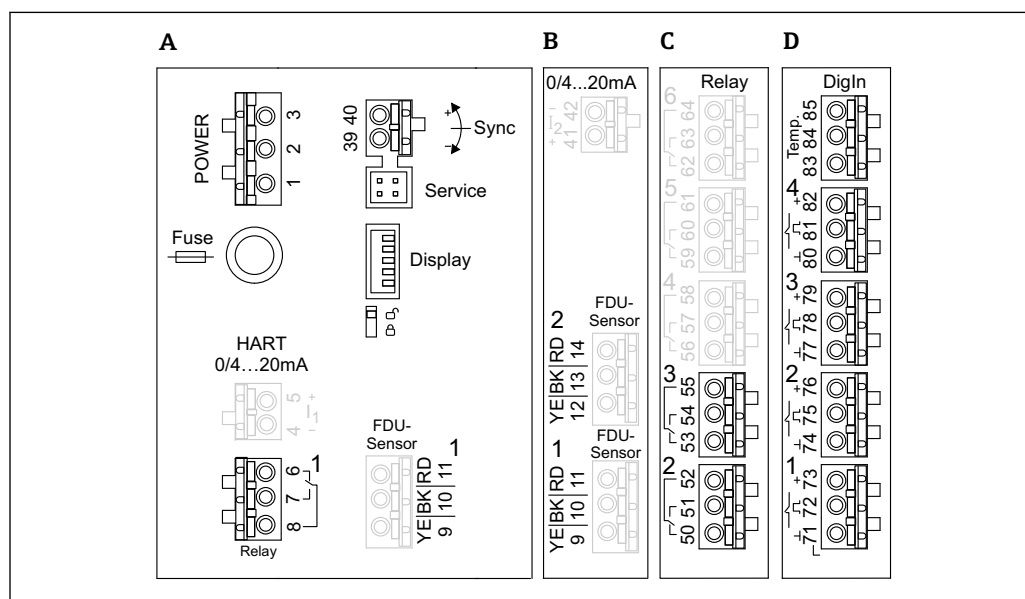 A
POWER
3
2
1
39 40
+
−
Sync
Service
Fuse
Display
HART
0/4...20mA
5
4
+
I1
−
6
7
8
1
Relay
FDU-
Sensor
1
YE|BK|RD
9 | 10 | 11
B
0/4...20mA
− I2 +
41 42
2
FDU-
Sensor
YE|BK|RD
12 | 13 | 14
1
FDU-
Sensor
YE|BK|RD
9 | 10 | 11
C
Relay
6
62 63 64
5
59 60 61
4
56 57 58
3
53 54 55
2
50 51 52
D
DigIn
Temp.
83 84 85
4
80 81 82
+
3
77 78 79
+
2
74 75 76
+
1
71 72 73
+